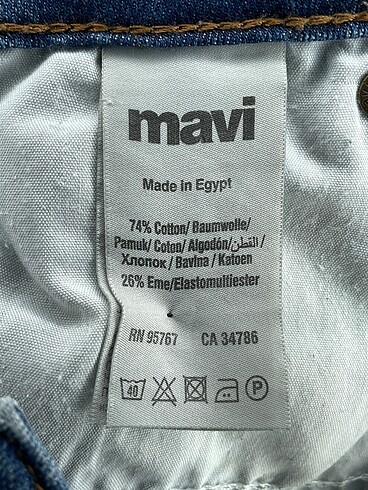 mavi
Made in Egypt
74% Cotton/ Baumwolle/
Pamuk/ Coton/ Algodón/القطن/
Хлопок / Bavlna / Katoen
26% Eme/Elastomultiester
RN 95767 CA 34786
40 P